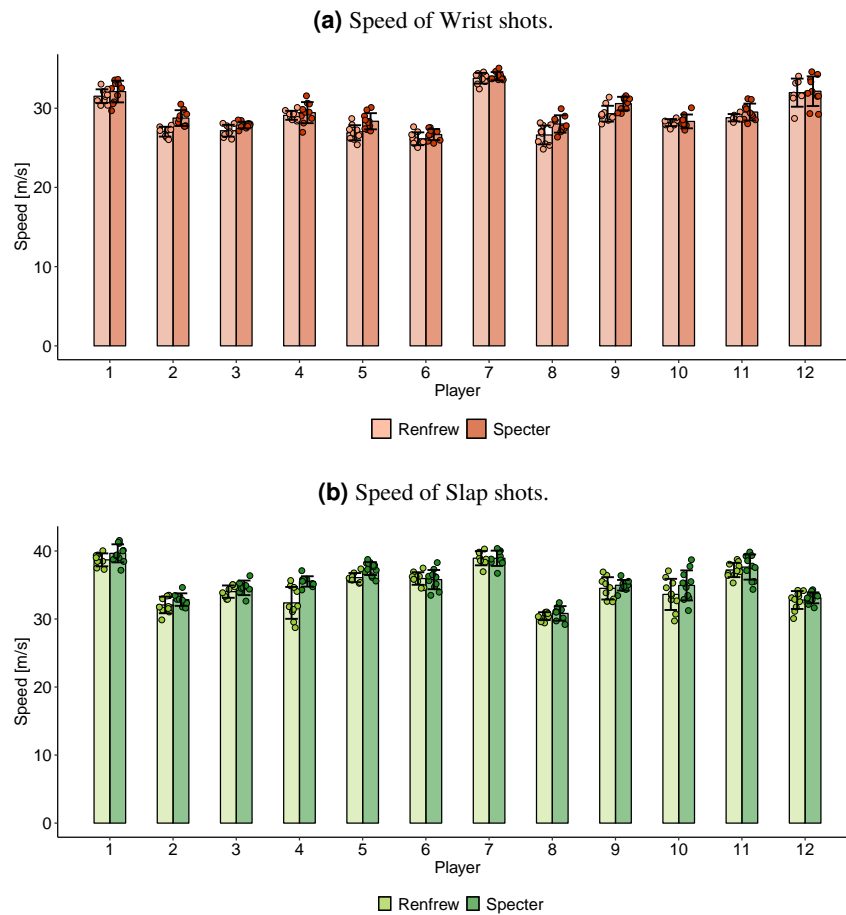 (a) Speed of Wrist shots.
Speed [m/s]
30
20
10
0
1 2 3 4 5 6 7 8 9 10 11 12
Player
Renfrew Specter
(b) Speed of Slap shots.
Speed [m/s]
40
30
20
10
0
1 2 3 4 5 6 7 8 9 10 11 12
Player
Renfrew Specter